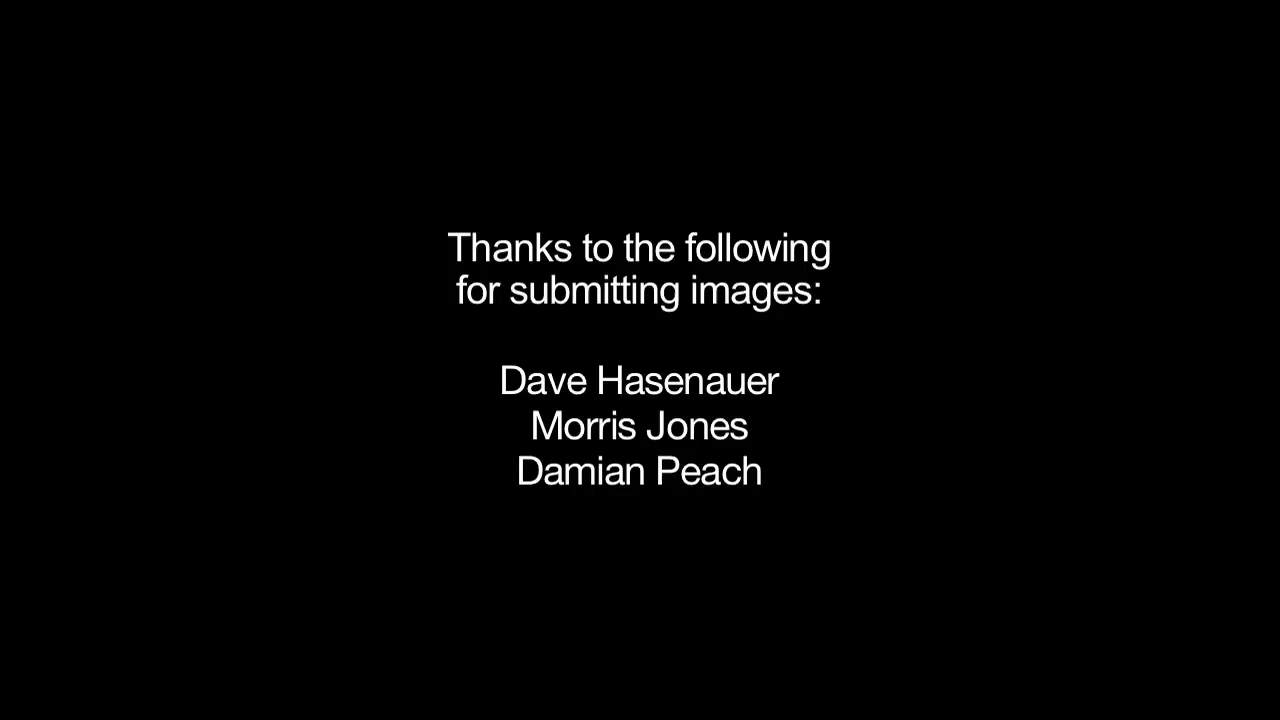 Thanks to the following
for submitting images:
Dave Hasenauer
Morris Jones
Damian Peach